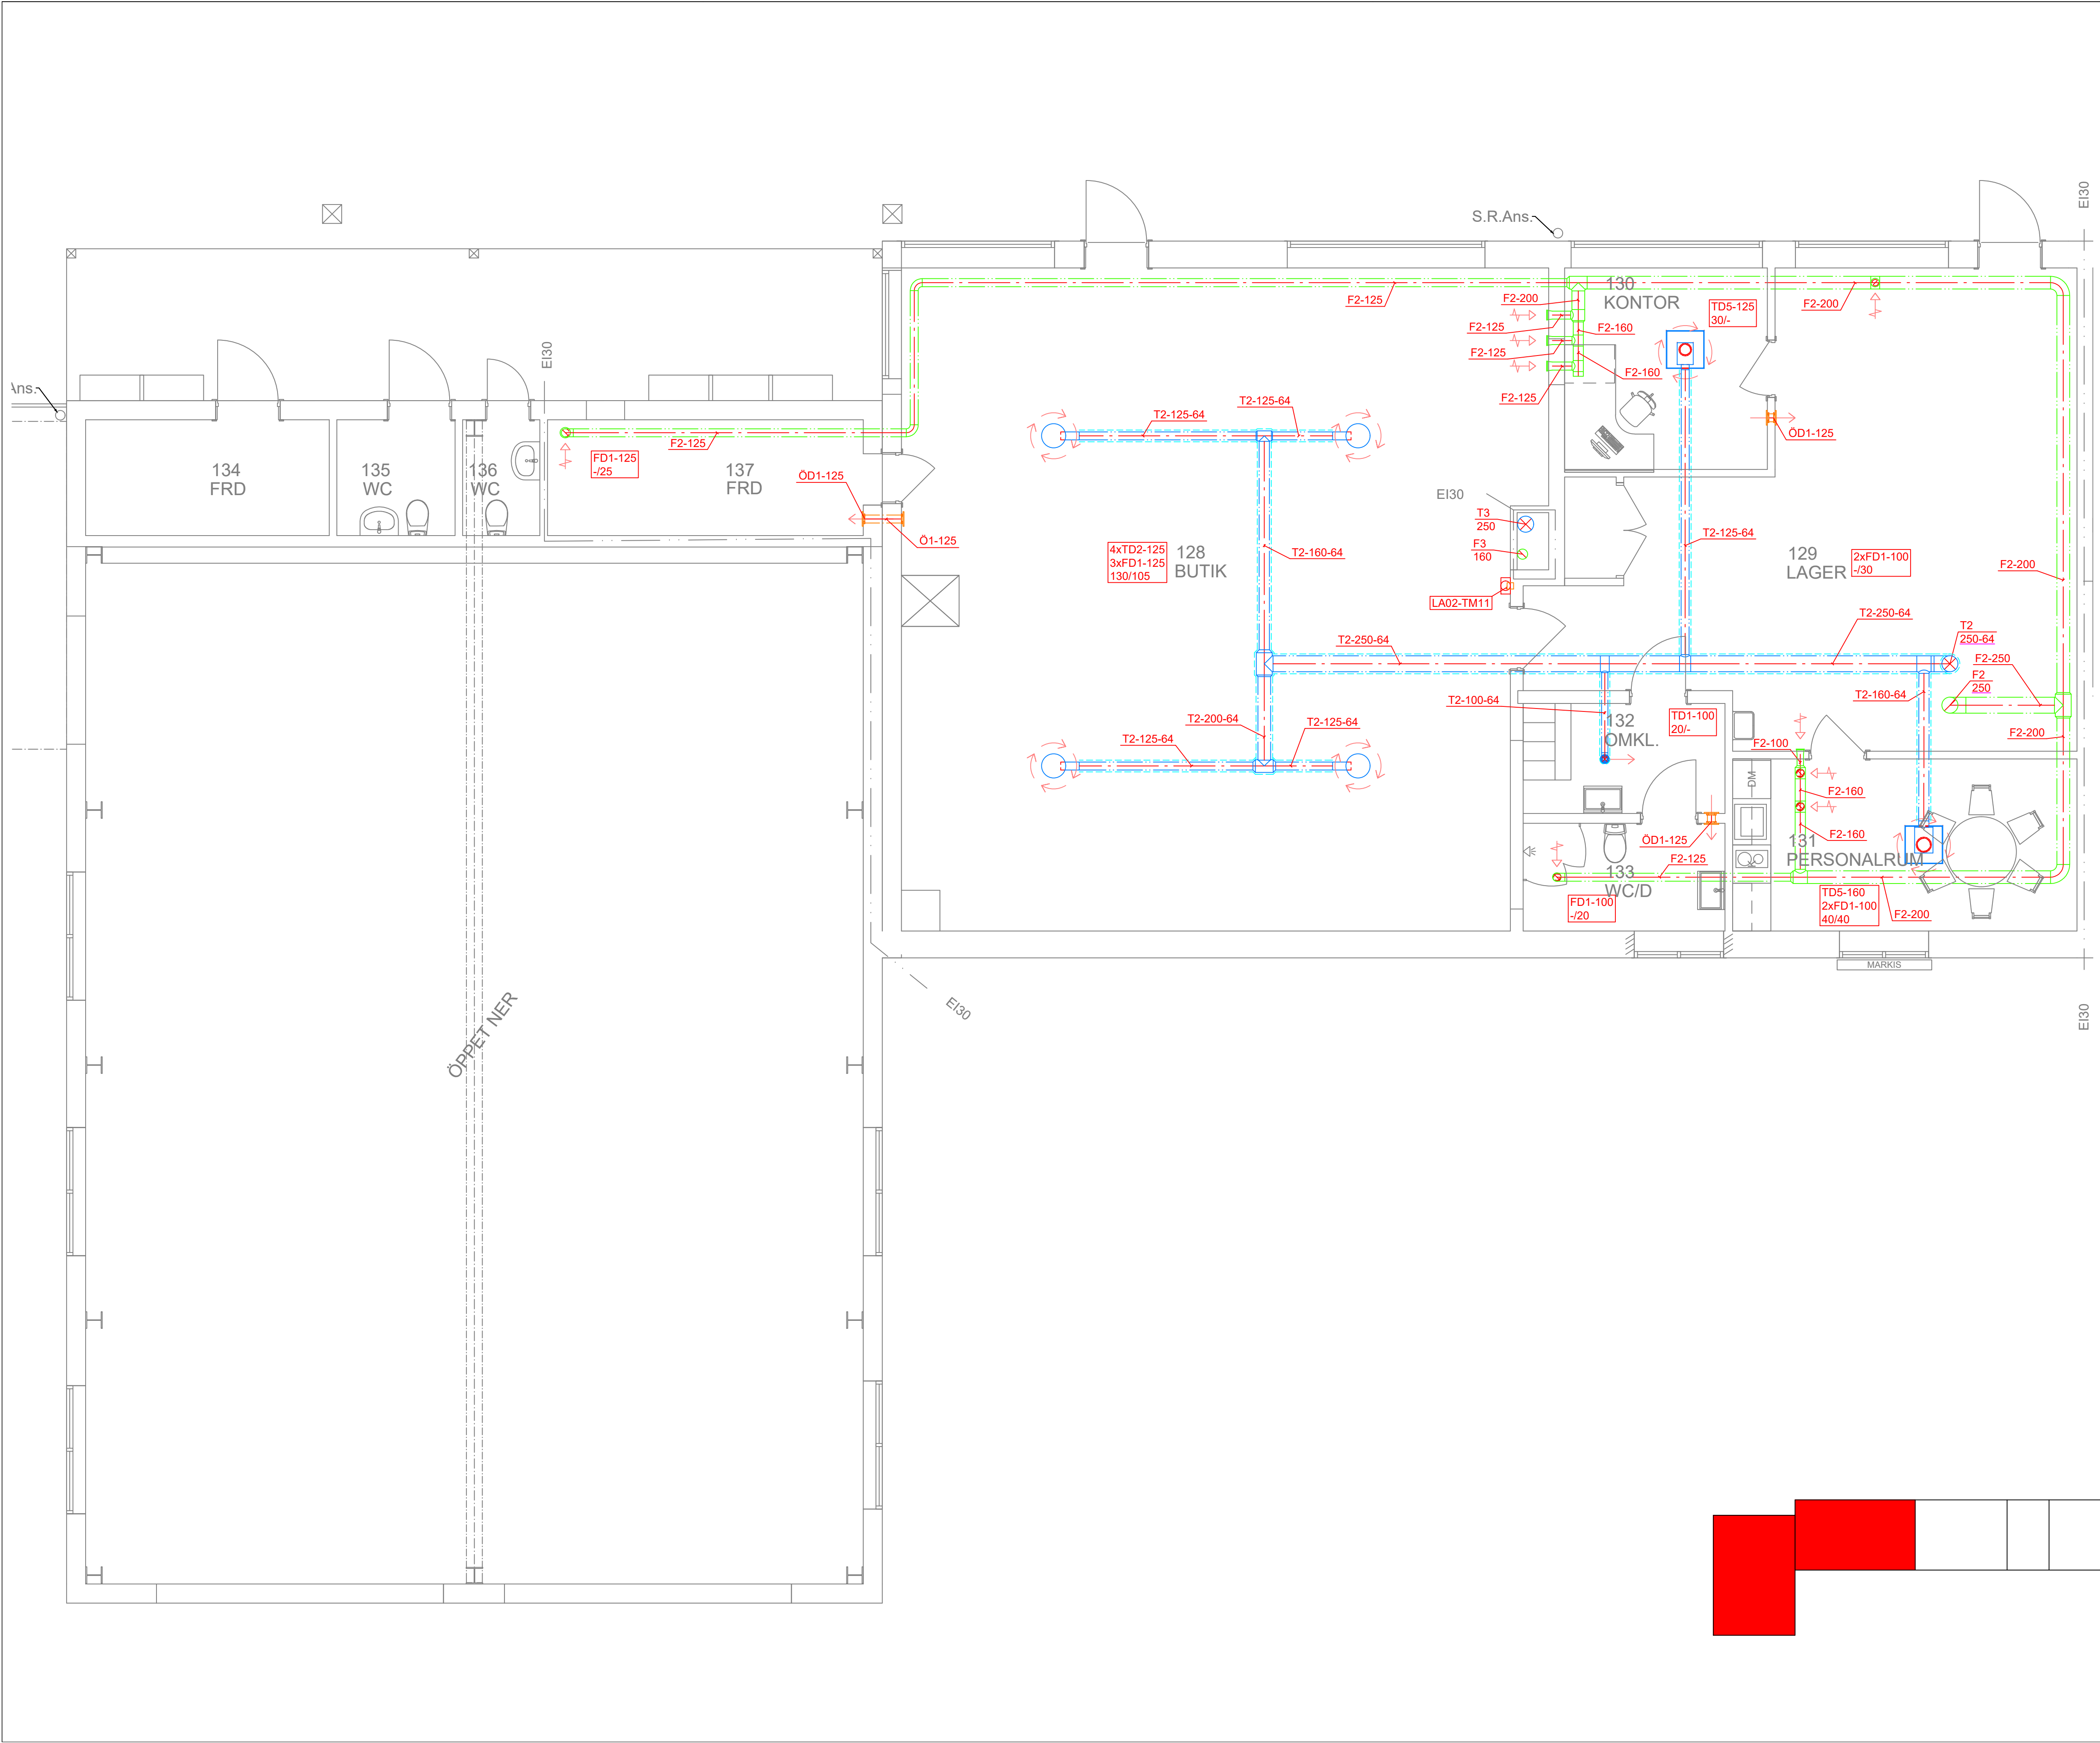 EI30
S.R.Ans.
130
KONTOR
F2-200
F2-125
TD5-125
30/-
F2-200
F2-125
F2-160
EI30
F2-125
F2-160
F2-125
Ans.
T2-125-64
T2-125-64
ÖD1-125
F2-125
FD1-125
-/25
134
FRD
135
WC
136
WC
137
FRD
ÖD1-125
EI30
T3
250
F3
160
Ö1-125
4xTD2-125
3xFD1-125
130/105
128
BUTIK
T2-160-64
T2-125-64
129
LAGER
2xFD1-100
-/30
F2-200
LA02-TM11
T2-250-64
T2-250-64
T2
250-64
F2-250
F2
250
T2-160-64
T2-100-64
132
OMKL.
TD1-100
20/-
T2-200-64
T2-125-64
T2-125-64
F2-200
F2-100
DM
F2-160
F2-160
ÖD1-125
131
PERSONALRUM
F2-125
133
WC/D
K
FD1-100
-/20
TD5-160
2xFD1-100
40/40
F2-200
MARKIS
EI30
EI30
ÖPPET NER